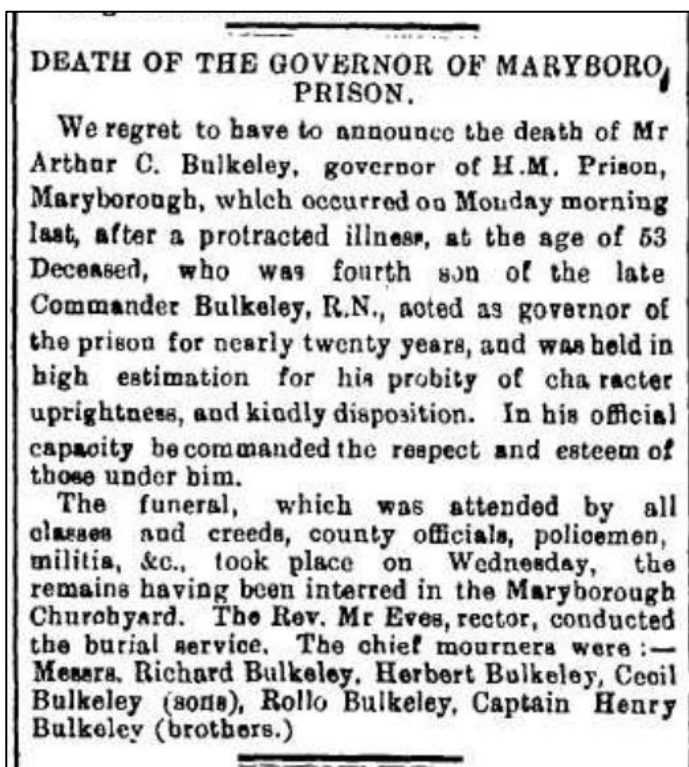 DEATH OF THE GOVERNOR OF MARYBORO,
PRISON.
We regret to have to announce the death of Mr
Arthur C. Bulkeley, governor of H.M. Prison,
Maryborough, which occurred on Monday morning
last, after a protracted illness, at the age of 53
Deceased, who was fourth son of the late
Commander Bulkeley, R.N., acted as governor of
the prison for nearly twenty years, and was held in
high estimation for his probity of cha racter
uprightness, and kindly disposition. In his official
capacity he commanded the respect and esteem of
those under him.
The funeral, which was attended by all
classes and creeds, county officials, policemen,
militia, &c., took place on Wednesday, the
remains having been interred in the Maryborough
Churchyard. The Rev. Mr Eves, rector, conducted
the burial service. The chief mourners were :—
Messrs. Richard Bulkeley, Herbert Bulkeley, Cecil
Bulkeley (sons), Rollo Bulkeley, Captain Henry
Bulkeley (brothers.)